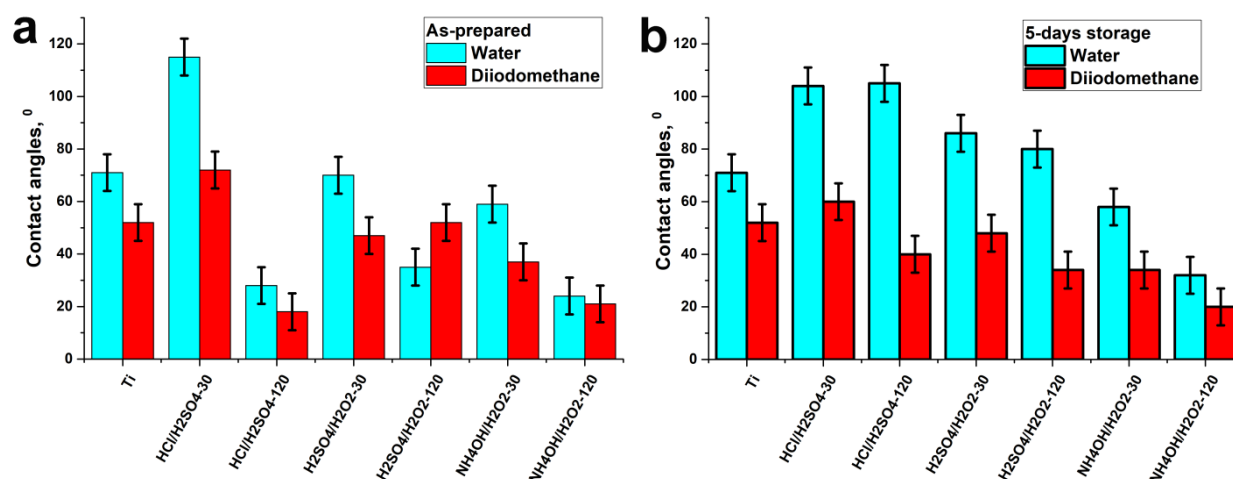 a
As-prepared
Water
Diiodomethane
Contact angles, 0
120
100
80
60
40
20
0
Ti
HCl/H2SO4-30
HCl/H2SO4-120
H2SO4/H2O2-30
H2SO4/H2O2-120
NH4OH/H2O2-30
NH4OH/H2O2-120
b
5-days storage
Water
Diiodomethane
Contact angles, 0
120
100
80
60
40
20
0
Ti
HCl/H2SO4-30
HCl/H2SO4-120
H2SO4/H2O2-30
H2SO4/H2O2-120
NH4OH/H2O2-30
NH4OH/H2O2-120